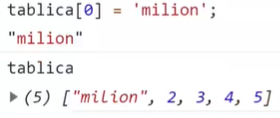 tablica[0] = 'milion';
"milion"
tablica
▶ (5) ["milion", 2, 3, 4, 5]